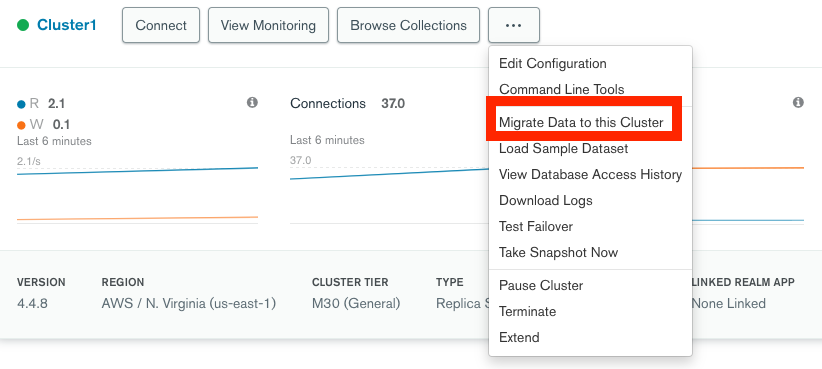 Cluster1 Connect View Monitoring Browse Collections ...
Edit Configuration
Command Line Tools
Migrate Data to this Cluster
Load Sample Dataset
View Database Access History
Download Logs
Test Failover
Take Snapshot Now
Pause Cluster
Terminate
Extend
R 2.1
W 0.1
Last 6 minutes
2.1/s
Connections 37.0
Last 6 minutes
37.0
VERSION
4.4.8
REGION
AWS / N. Virginia (us-east-1)
CLUSTER TIER
M30 (General)
TYPE
Replica S
LINKED REALM APP
None Linked